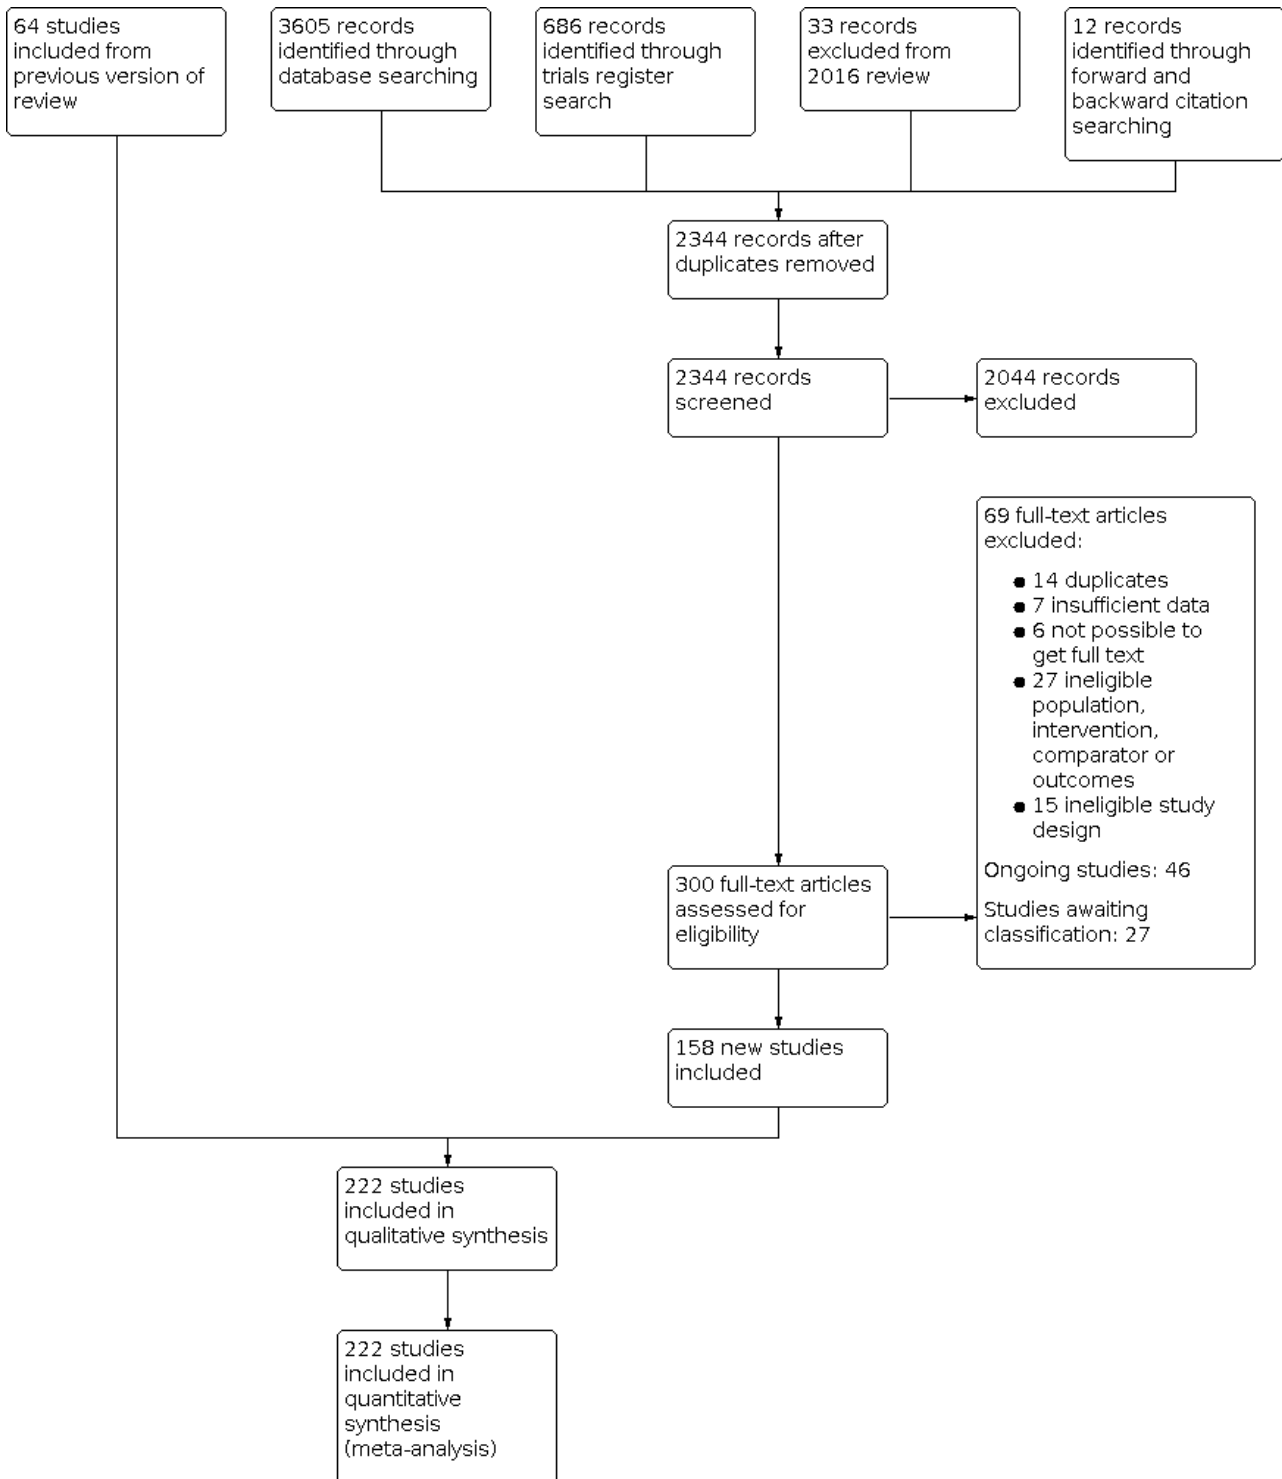 64 studies
included from
previous version of
review
3605 records
identified through
database searching
686 records
identified through
trials register
search
33 records
excluded from
2016 review
12 records
identified through
forward and
backward citation
searching
2344 records after
duplicates removed
2344 records
screened
2044 records
excluded
69 full-text articles
excluded:
● 14 duplicates
● 7 insufficient data
● 6 not possible to
get full text
● 27 ineligible
population,
intervention,
comparator or
outcomes
● 15 ineligible study
design
Ongoing studies: 46
Studies awaiting
classification: 27
300 full-text articles
assessed for
eligibility
158 new studies
included
222 studies
included in
qualitative synthesis
222 studies
included in
quantitative
synthesis
(meta-analysis)